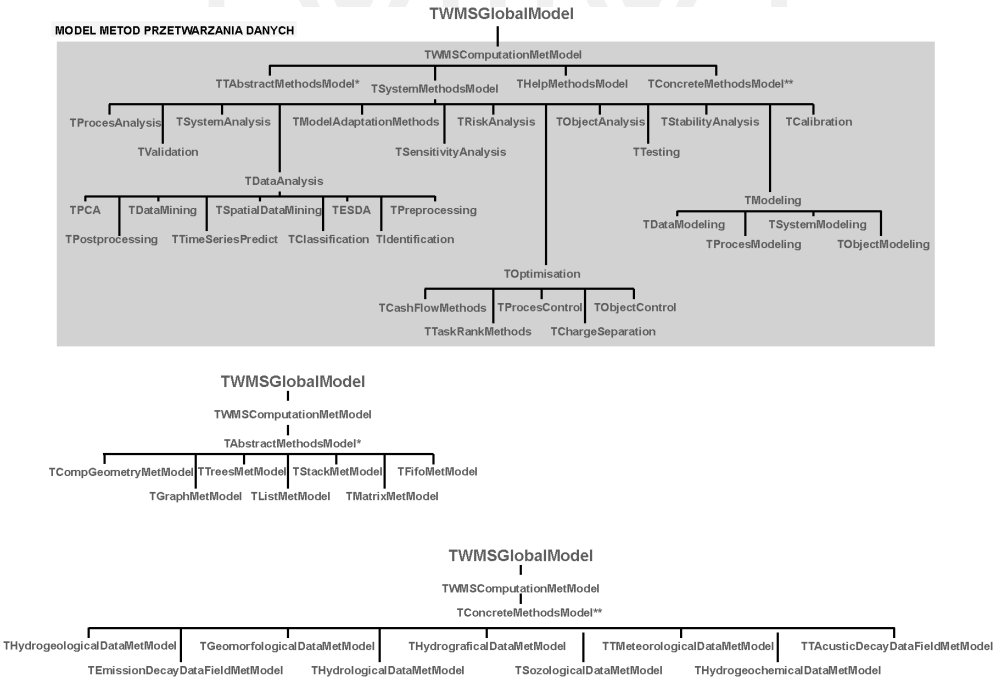 TWMSGlobalModel
MODEL METOD PRZETWARZANIA DANYCH
TWMSComputationMetModel
TTAbstractMethodsModel* TSystemMethodsModel THelpMethodsModel TConcreteMethodsModel**
TProcesAnalysis TSystemAnalysis TModelAdaptationMethods TRiskAnalysis TObjectAnalysis TStabilityAnalysis TCalibration
TValidation TSensitivityAnalysis TTesting
TDataAnalysis
TModeling
TPCA TDataMining TSpatialDataMining TESDA TPreprocessing
TDataModeling TSystemModeling
TPostprocessing TTimeSeriesPredict TClassification TIdentification
TProcesModeling TObjectModeling
TOptimisation
TCashFlowMethods TProcesControl TObjectControl
TTaskRankMethods TChargeSeparation
TWMSGlobalModel
TWMSComputationMetModel
TAbstractMethodsModel*
TCompGeometryMetModel TTreesMetModel TStackMetModel TFifoMetModel
TGraphMetModel TListMetModel TMatrixMetModel
TWMSGlobalModel
TWMSComputationMetModel
TConcreteMethodsModel**
THydrogeologicalDataMetModel TGeomorfologicalDataMetModel THydrograficalDataMetModel TTMeteorologicalDataMetModel TTAcusticDecayDataFieldMetModel
TEmissionDecayDataFieldMetModel THydrologicalDataMetModel TSozologicalDataMetModel THydrogeochemicalDataMetModel